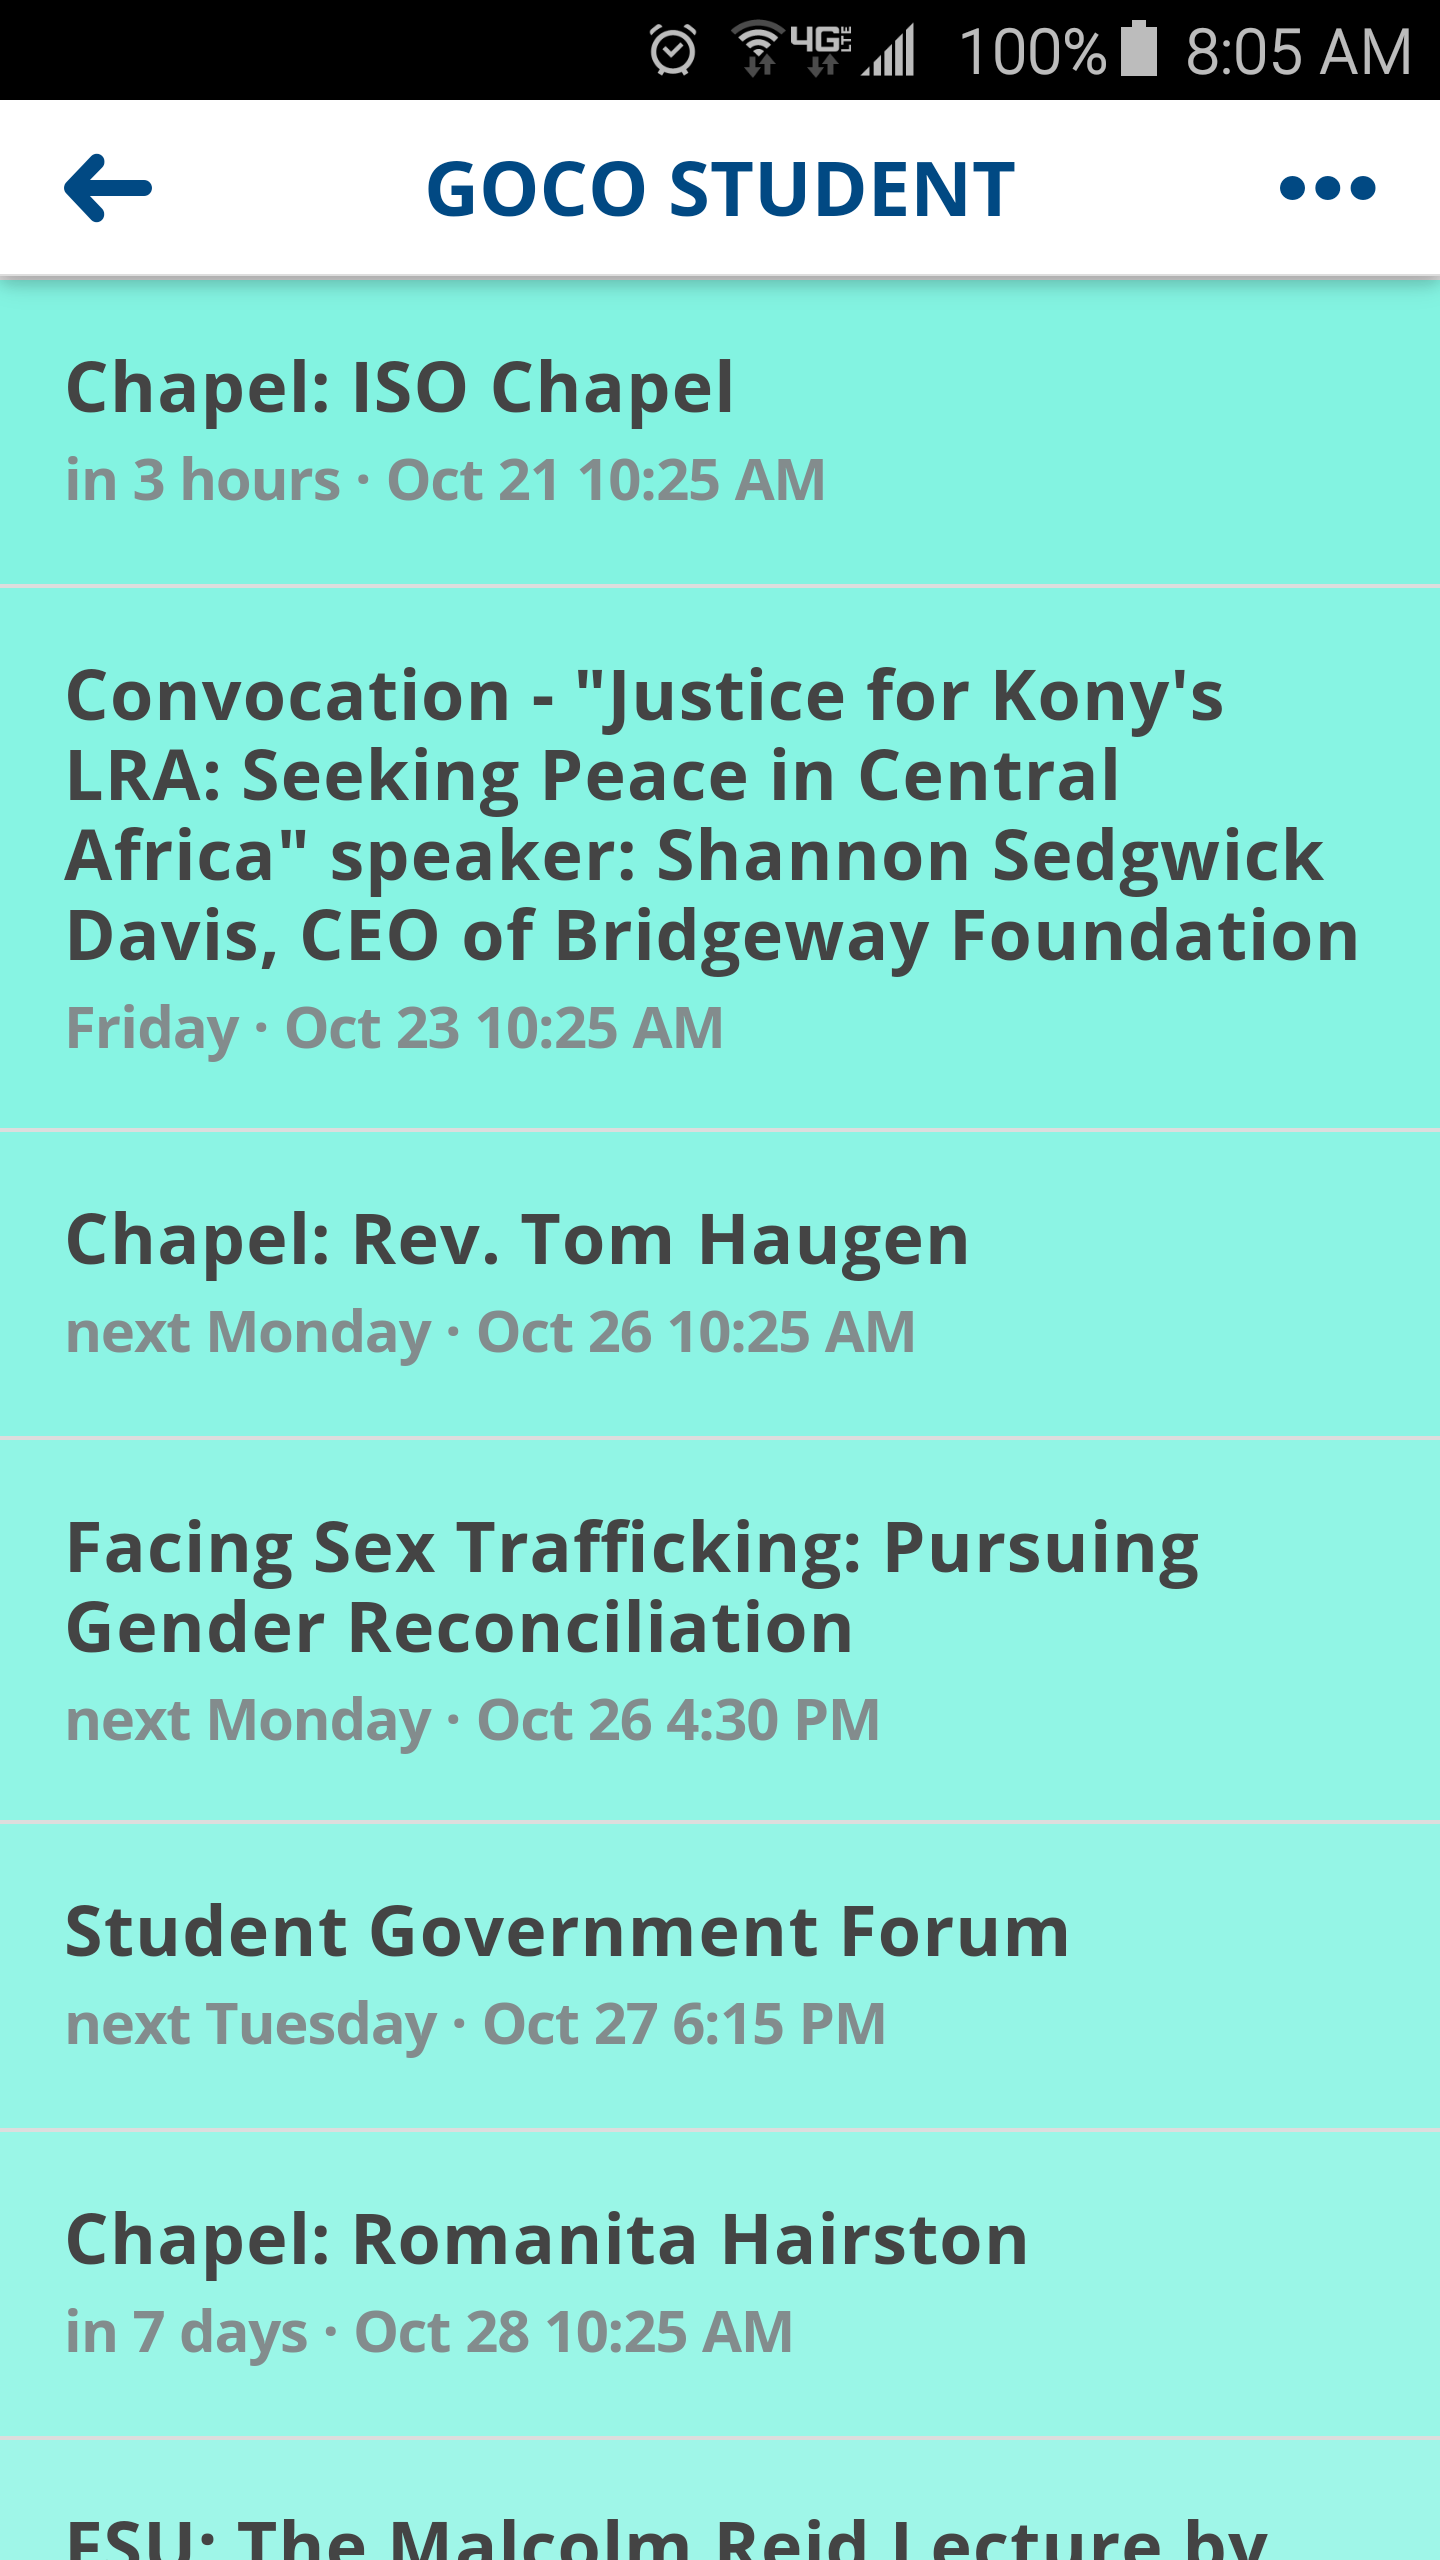 4G LTE 100% 8:05 AM
GOCO STUDENT
Chapel: ISO Chapel
in 3 hours · Oct 21 10:25 AM
Convocation - "Justice for Kony's
LRA: Seeking Peace in Central
Africa" speaker: Shannon Sedgwick
Davis, CEO of Bridgeway Foundation
Friday · Oct 23 10:25 AM
Chapel: Rev. Tom Haugen
next Monday · Oct 26 10:25 AM
Facing Sex Trafficking: Pursuing
Gender Reconciliation
next Monday · Oct 26 4:30 PM
Student Government Forum
next Tuesday · Oct 27 6:15 PM
Chapel: Romanita Hairston
in 7 days · Oct 28 10:25 AM
The Malcolm Reid Lecture by